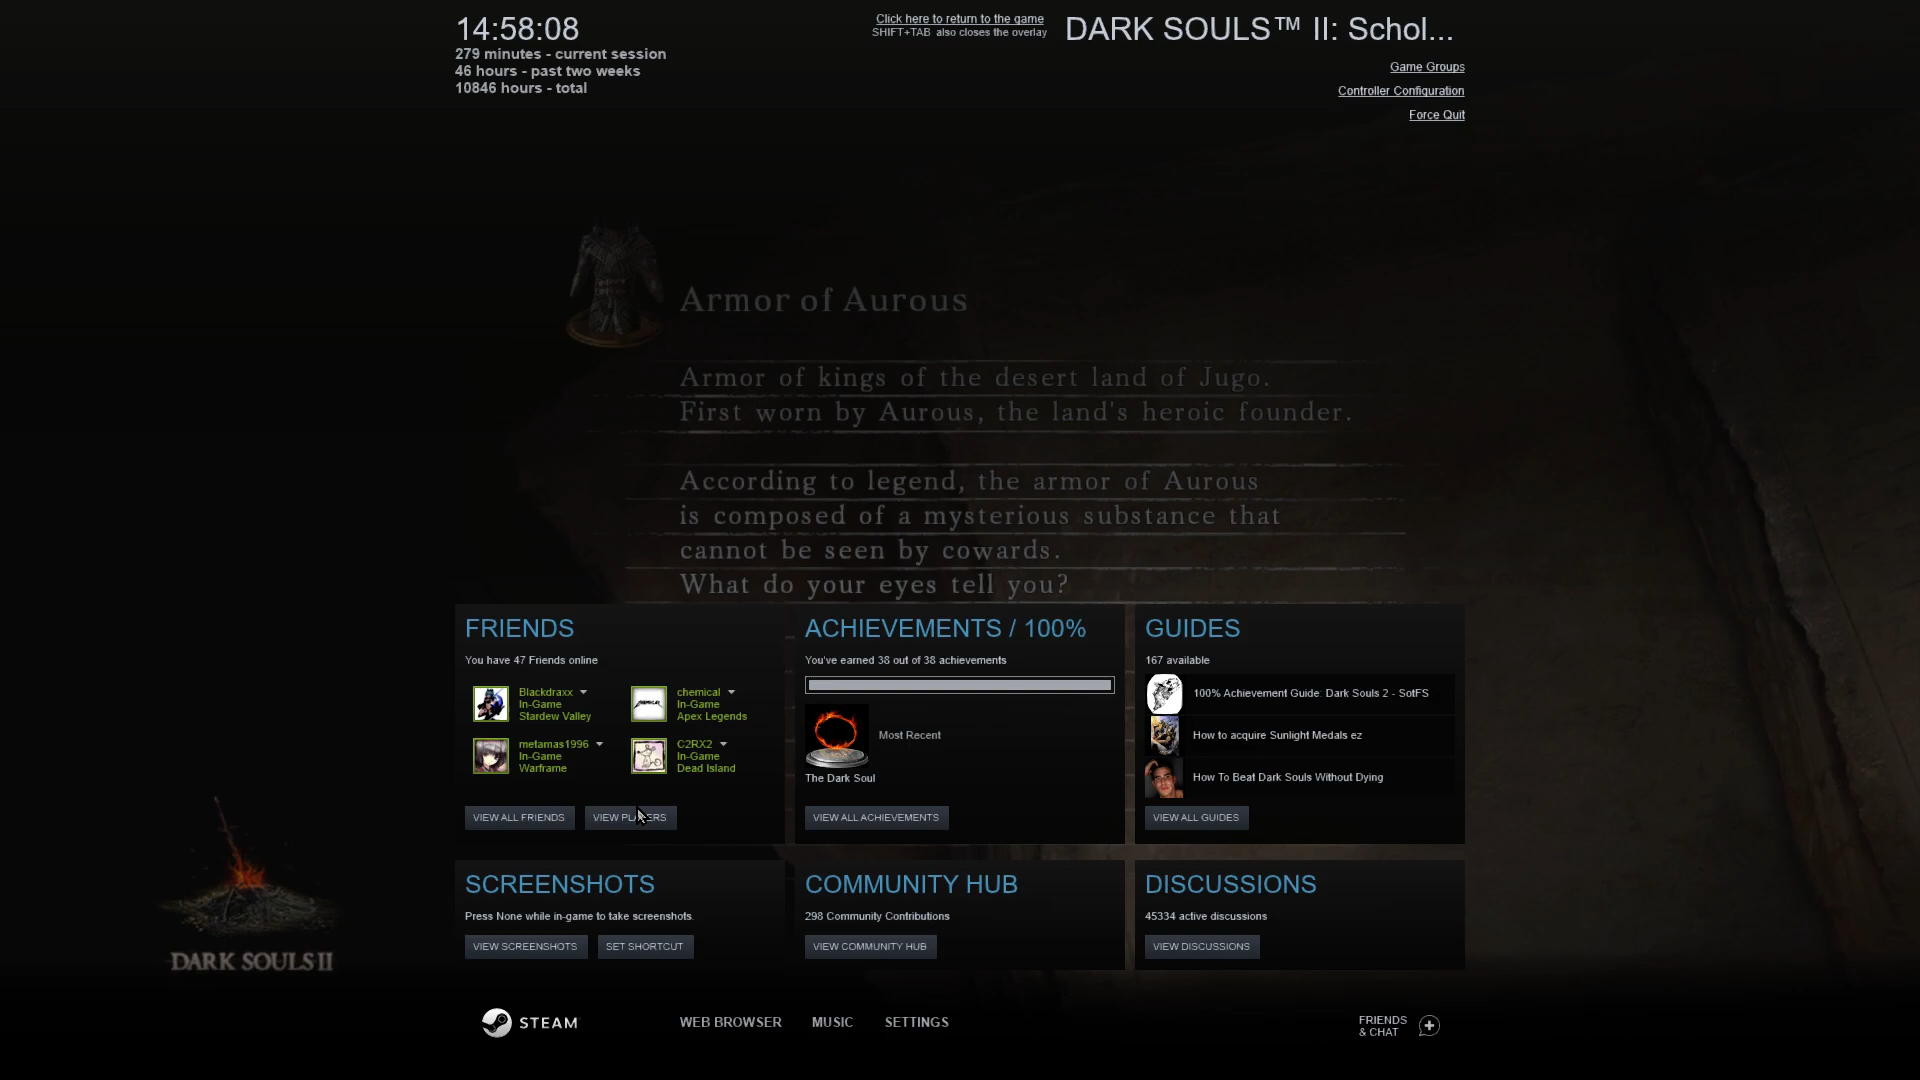 14:58:08
279 minutes - current session
46 hours - past two weeks
10846 hours - total
Click here to return to the game
SHIFT+TAB also closes the overlay
DARK SOULS™ II: Schol...
Game Groups
Controller Configuration
Force Quit
Armor of Aurous
Armor of kings of the desert land of Jugo.
First worn by Aurous, the land's heroic founder.
According to legend, the armor of Aurous
is composed of a mysterious substance that
cannot be seen by cowards.
What do your eyes tell you?
FRIENDS
You have 47 Friends online
Blackdraxx
In-Game
Stardew Valley
chemical
In-Game
Apex Legends
metamas1996
In-Game
Warframe
C2RX2
In-Game
Dead Island
VIEW ALL FRIENDS
VIEW PLAYERS
ACHIEVEMENTS / 100%
You've earned 38 out of 38 achievements
Most Recent
The Dark Soul
VIEW ALL ACHIEVEMENTS
GUIDES
167 available
100% Achievement Guide: Dark Souls 2 - SotFS
How to acquire Sunlight Medals ez
How To Beat Dark Souls Without Dying
VIEW ALL GUIDES
SCREENSHOTS
Press None while in-game to take screenshots.
VIEW SCREENSHOTS
SET SHORTCUT
COMMUNITY HUB
298 Community Contributions
VIEW COMMUNITY HUB
DISCUSSIONS
45334 active discussions
VIEW DISCUSSIONS
DARK SOULS II
STEAM
WEB BROWSER
MUSIC
SETTINGS
FRIENDS
& CHAT